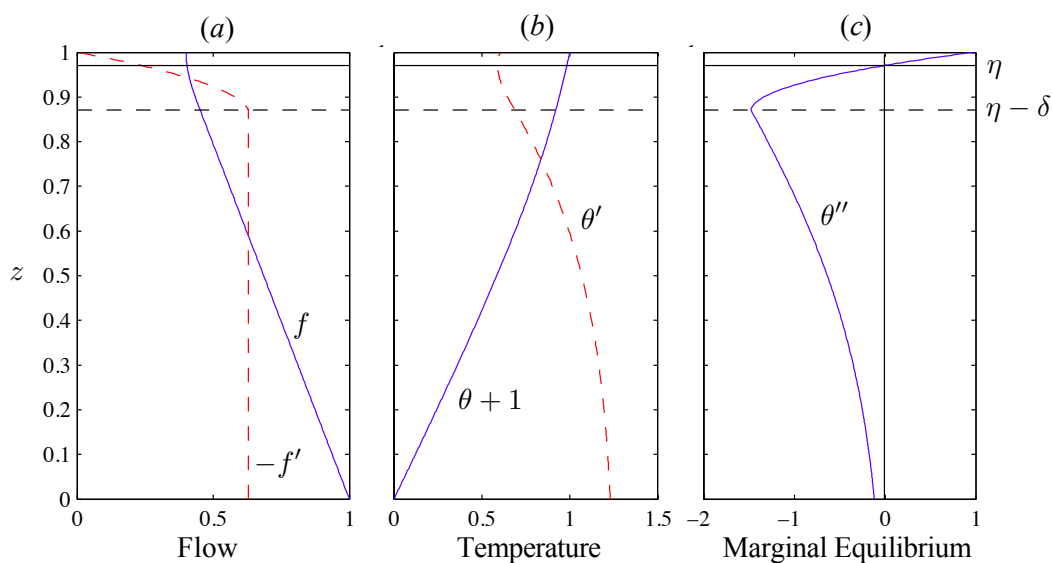 (a) (b) (c)
1 η
0.9 η − δ
0.8
0.7
0.6
z 0.5
0.4
0.3
0.2
0.1
0
f
−f′
0 0.5 1
Flow
θ′
θ + 1
0 0.5 1 1.5
Temperature
θ′′
−2 −1 0 1
Marginal Equilibrium